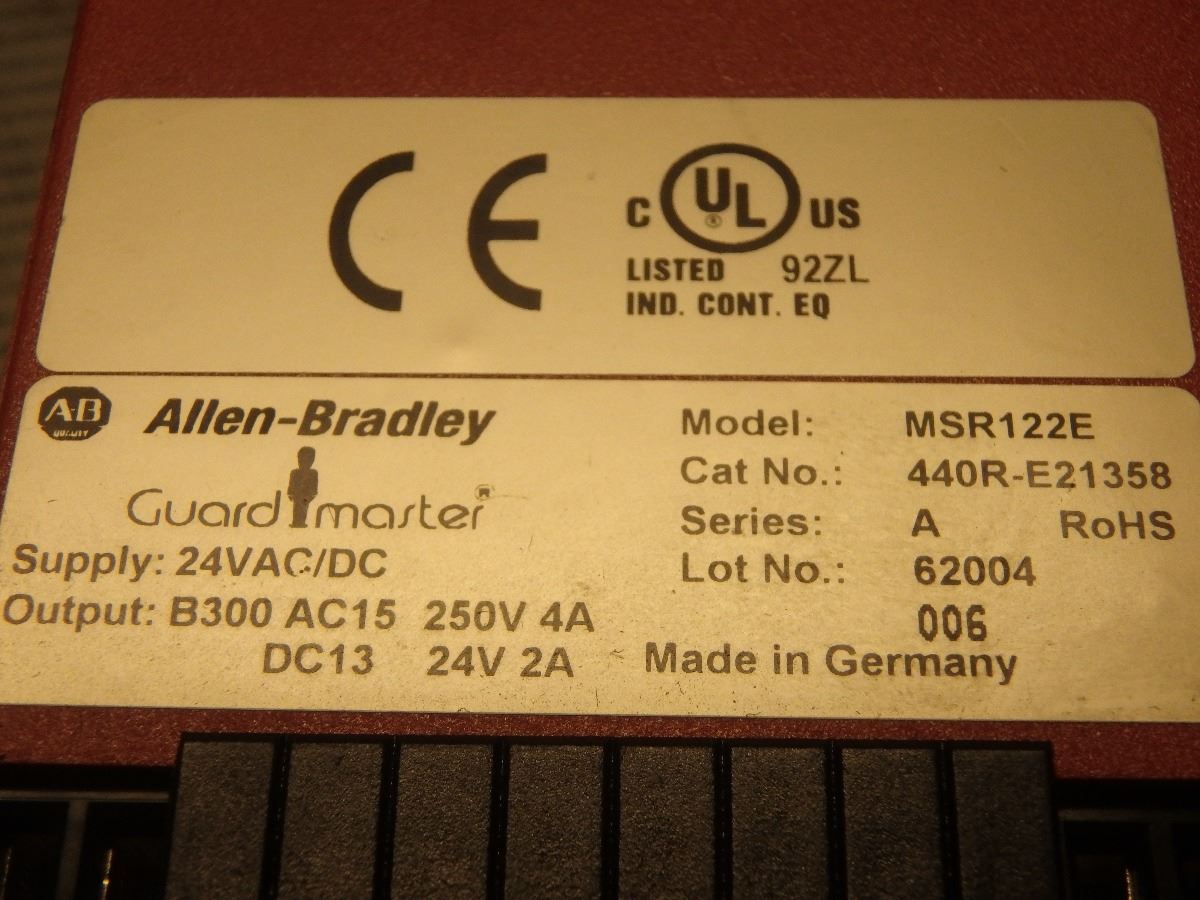 CE
C UL® US
LISTED 92ZL
IND. CONT. EQ
AB QUALITY Allen-Bradley
Guardmaster®
Supply: 24VAC/DC
Output: B300 AC15 250V 4A
DC13 24V 2A
Model: MSR122E
Cat No.: 440R-E21358
Series: A RoHS
Lot No.: 62004
006
Made in Germany